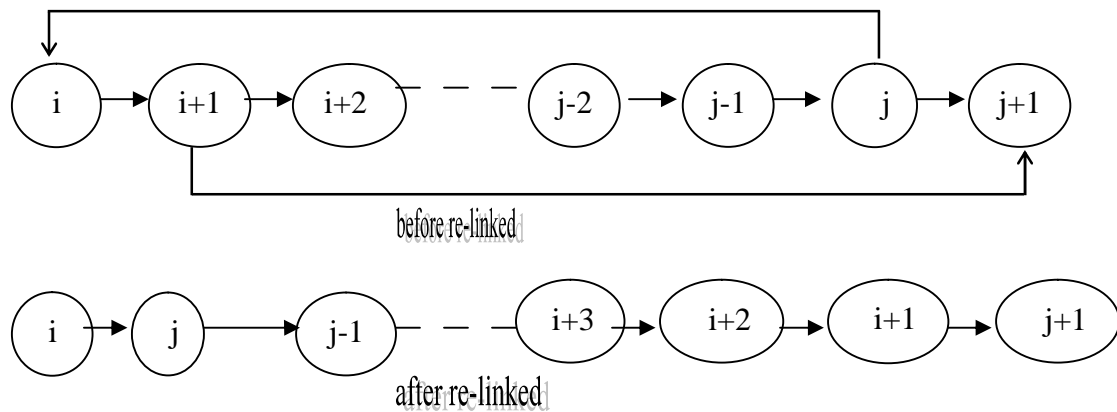 i i+1 i+2 j-2 j-1 j j+1
before re-linked
i j j-1 i+3 i+2 i+1 j+1
after re-linked